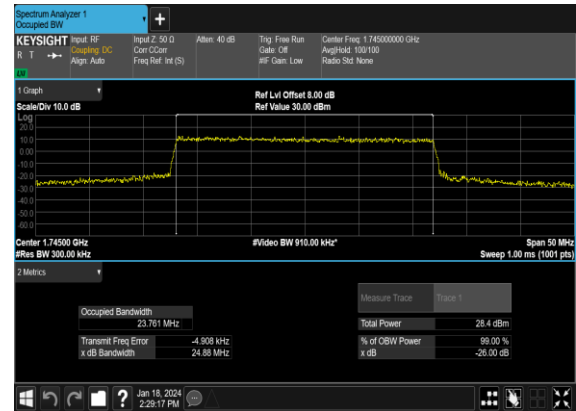 Spectrum Analyzer 1
Occupied BW
KEYSIGHT Input: RF Input Z: 50 Ω Atten: 40 dB Trig: Free Run Center Freq: 1.745000000 GHz
R T Coupling: DC Corr CCorr Gate: Off Avg|Hold: 100/100
Align: Auto Freq Ref: Int (S) #IF Gain: Low Radio Std: None
1 Graph
Ref Lvl Offset 8.00 dB
Scale/Div 10.0 dB Ref Value 30.00 dBm
Log
20.0
10.0
0.00
-10.0
-20.0
-30.0
-40.0
-50.0
-60.0
Center 1.74500 GHz #Video BW 910.00 kHz* Span 50 MHz
#Res BW 300.00 kHz Sweep 1.00 ms (1001 pts)
2 Metrics
Measure Trace Trace 1
Occupied Bandwidth
23.761 MHz Total Power 28.4 dBm
Transmit Freq Error -4.908 kHz % of OBW Power 99.00 %
x dB Bandwidth 24.88 MHz x dB -26.00 dB
Jan 18, 2024
2:29:17 PM